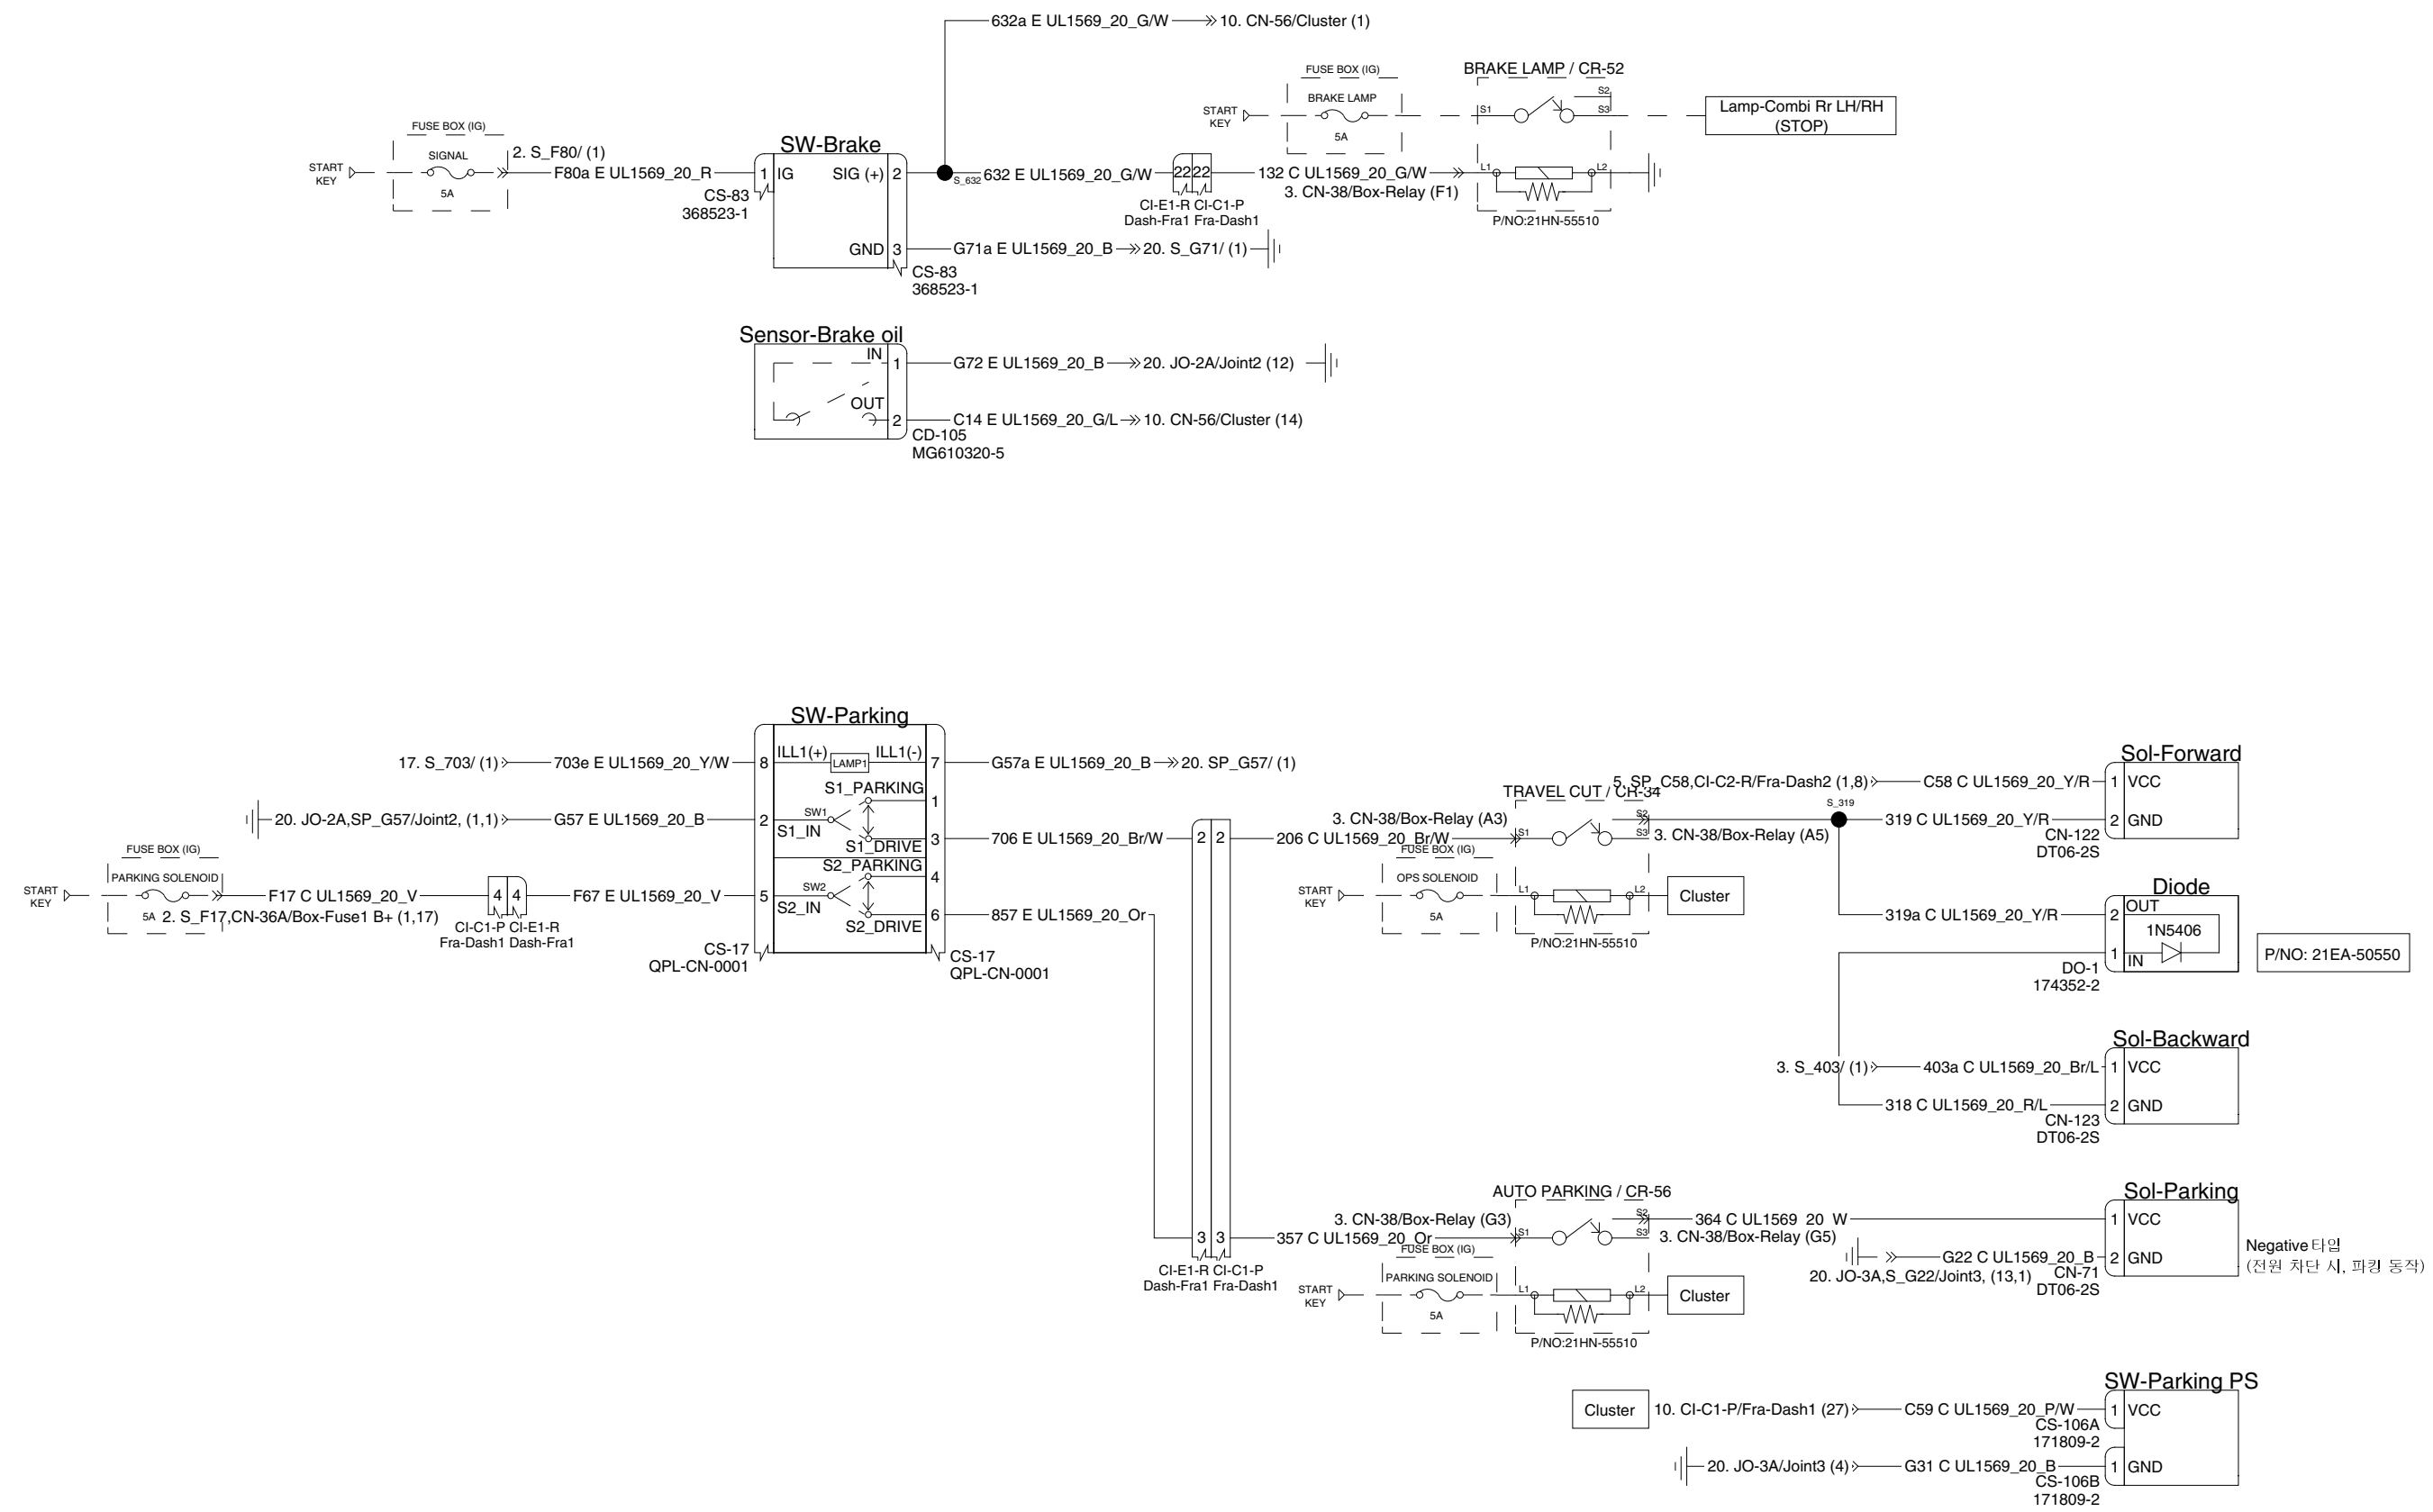 632a E UL1569_20_G/W
10. CN-56/Cluster (1)
FUSE BOX (IG)
BRAKE LAMP / CR-52
START
KEY
BRAKE LAMP
5A
S1
S2
S3
Lamp-Combi Rr LH/RH
(STOP)
FUSE BOX (IG)
START
KEY
SIGNAL
5A
2. S_F80/ (1)
F80a E UL1569_20_R
SW-Brake
1
IG
SIG (+)
2
CS-83
368523-1
S_632
632 E UL1569_20_G/W
22
22
132 C UL1569_20_G/W
3. CN-38/Box-Relay (F1)
CI-E1-R CI-C1-P
Dash-Fra1 Fra-Dash1
L1
L2
P/NO:21HN-55510
GND
3
G71a E UL1569_20_B
20. S_G71/ (1)
CS-83
368523-1
Sensor-Brake oil
IN
1
G72 E UL1569_20_B
20. JO-2A/Joint2 (12)
OUT
2
C14 E UL1569_20_G/L
10. CN-56/Cluster (14)
CD-105
MG610320-5
SW-Parking
17. S_703/ (1)
703e E UL1569_20_Y/W
8
ILL1(+)
LAMP1
ILL1(-)
7
G57a E UL1569_20_B
20. SP_G57/ (1)
S1_PARKING
1
20. JO-2A,SP_G57/Joint2, (1,1)
G57 E UL1569_20_B
2
SW1
S1_IN
S1_DRIVE
3
706 E UL1569_20_Br/W
2
2
206 C UL1569_20_Br/W
FUSE BOX (IG)
START
KEY
PARKING SOLENOID
5A
2. S_F17,CN-36A/Box-Fuse1 B+ (1,17)
F17 C UL1569_20_V
4
4
CI-C1-P CI-E1-R
Fra-Dash1 Dash-Fra1
F67 E UL1569_20_V
5
S2_PARKING
4
SW2
S2_IN
S2_DRIVE
6
857 E UL1569_20_Or
CS-17
QPL-CN-0001
CS-17
QPL-CN-0001
5. SP_C58,CI-C2-R/Fra-Dash2 (1,8)
C58 C UL1569_20_Y/R
Sol-Forward
1
VCC
TRAVEL CUT / CR-34
3. CN-38/Box-Relay (A3)
S1
S2
S3
3. CN-38/Box-Relay (A5)
S_319
319 C UL1569_20_Y/R
2
GND
CN-122
DT06-2S
FUSE BOX (IG)
START
KEY
OPS SOLENOID
5A
L1
L2
Cluster
P/NO:21HN-55510
Diode
319a C UL1569_20_Y/R
2
OUT
1N5406
1
IN
DO-1
174352-2
P/NO: 21EA-50550
Sol-Backward
3. S_403/ (1)
403a C UL1569_20_Br/L
1
VCC
318 C UL1569_20_R/L
2
GND
CN-123
DT06-2S
AUTO PARKING / CR-56
3. CN-38/Box-Relay (G3)
3
3
357 C UL1569_20_Or
CI-E1-R CI-C1-P
Dash-Fra1 Fra-Dash1
S1
S2
S3
364 C UL1569_20_W
3. CN-38/Box-Relay (G5)
Sol-Parking
1
VCC
G22 C UL1569_20_B
2
GND
20. JO-3A,S_G22/Joint3, (13,1)
CN-71
DT06-2S
Negative 타입
(전원 차단 시, 파킹 동작)
FUSE BOX (IG)
START
KEY
PARKING SOLENOID
5A
L1
L2
Cluster
P/NO:21HN-55510
SW-Parking PS
Cluster
10. CI-C1-P/Fra-Dash1 (27)
C59 C UL1569_20_P/W
1
VCC
CS-106A
171809-2
20. JO-3A/Joint3 (4)
G31 C UL1569_20_B
1
GND
CS-106B
171809-2